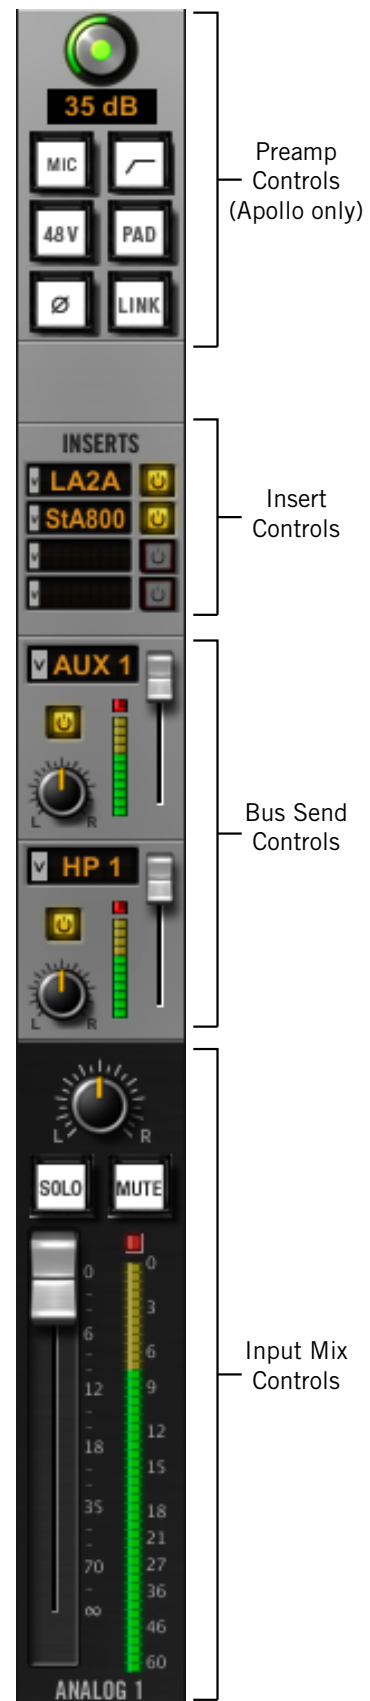 35 dB
MIC
48V PAD
Ø LINK
Preamp
Controls
(Apollo only)
INSERTS
v LA2A
v StA800
v
v
Insert
Controls
v AUX 1
L R
v HP 1
L R
Bus Send
Controls
L R
SOLO MUTE
0 0
3
6 6
12 9
12
18 15
35 18
21
70 27
36
∞ 46
60
ANALOG 1
Input Mix
Controls